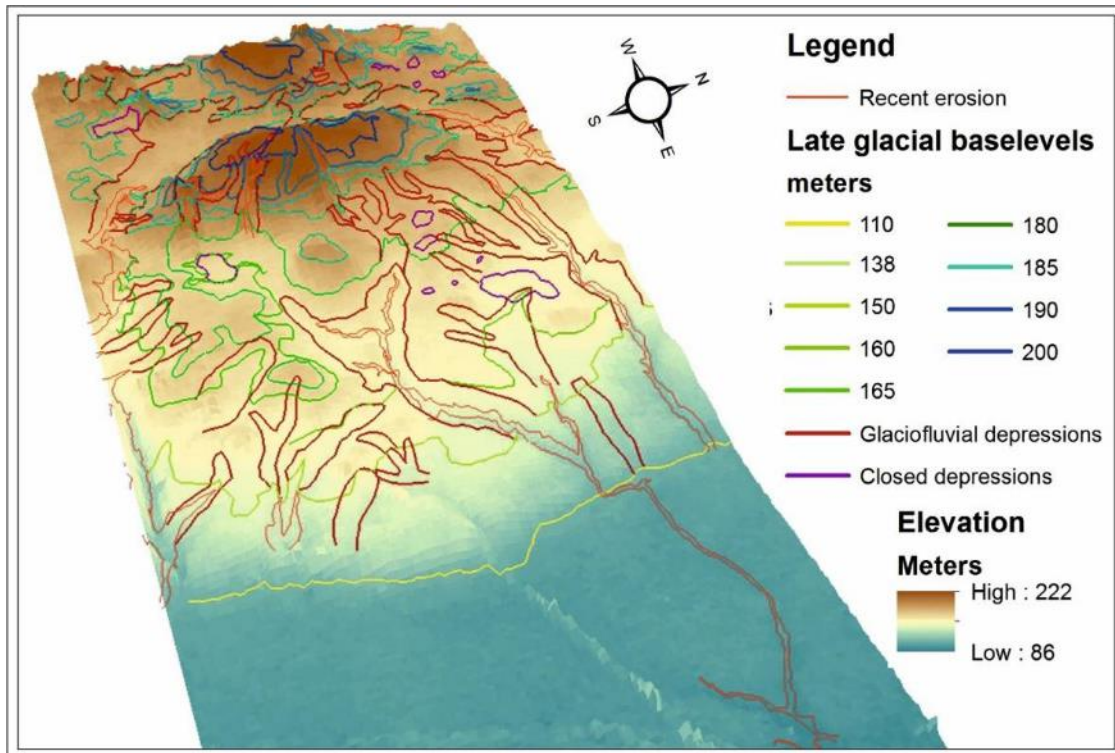 W
N
S
E
Legend
Recent erosion
Late glacial baselevels
meters
110
138
150
160
165
180
185
190
200
Glaciofluvial depressions
Closed depressions
Elevation
Meters
High : 222
Low : 86